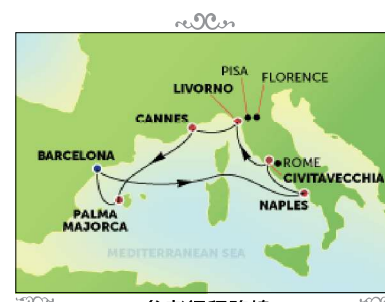 PISA
FLORENCE
LIVORNO
CANNES
BARCELONA
ROME
CIVITAVECCHIA
NAPLES
PALMA
MAJORCA
MEDITERRANEAN SEA